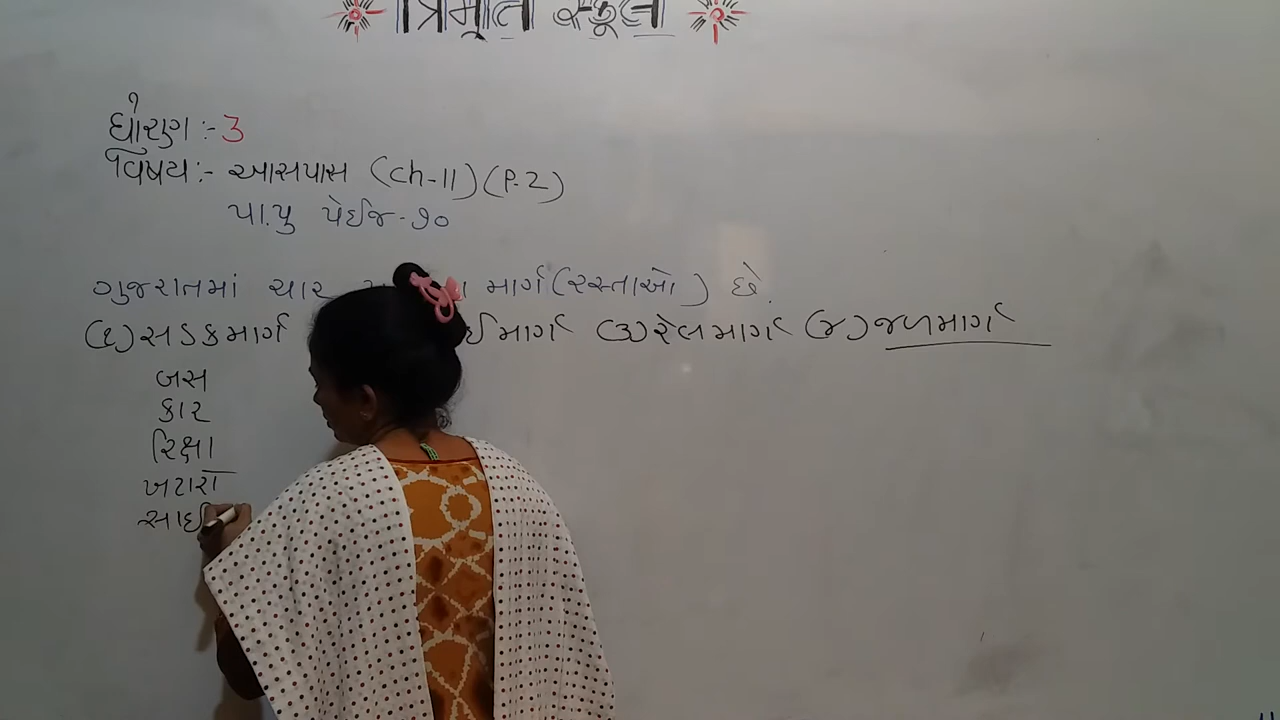 ત્રિમૂર્તિ સ્કૂલ
ધોરણ :- 3
વિષય:- આસપાસ (ch-11) (P.2)
પા.પુ પેઈજ-૭૦
ગુજરાતમાં ચાર માર્ગ (રસ્તાઓ) છે.
(૧) સડકમાર્ગ ઈમાર્ગ (૩) રેલમાર્ગ (૪) જળમાર્ગ
બસ
કાર
રિક્ષા
ખટારો
સાઈ